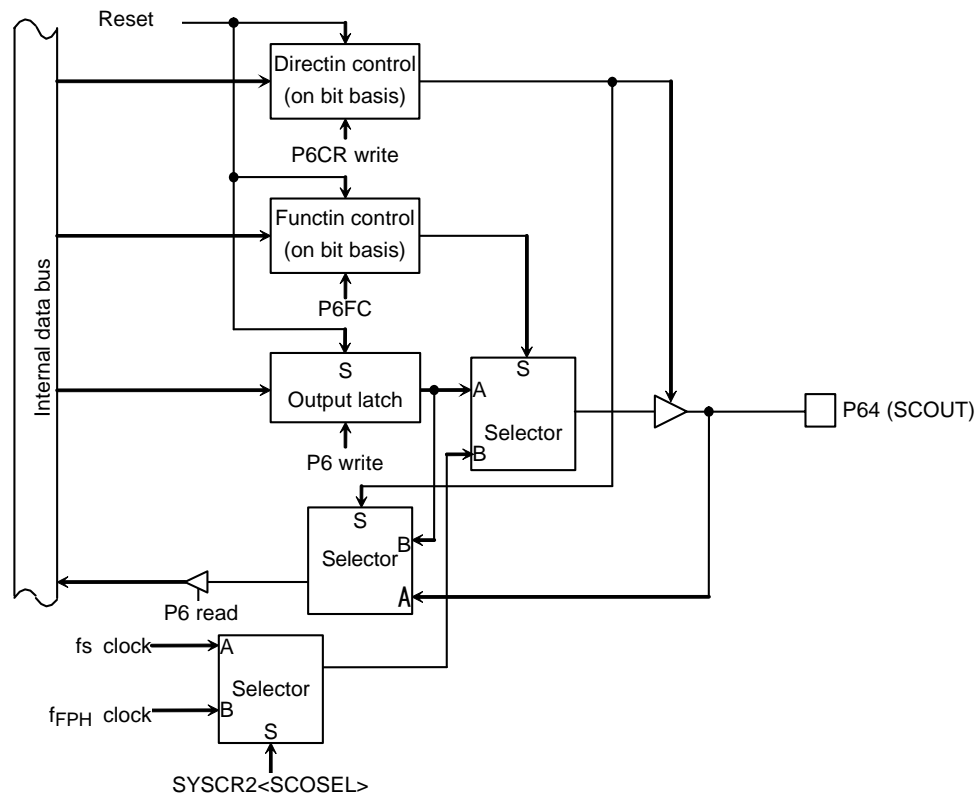 Reset
Internal data bus
Directin control
(on bit basis)
P6CR write
Functin control
(on bit basis)
P6FC
S
Output latch
P6 write
S
A
Selector
B
P64 (SCOUT)
S
B
Selector
A
P6 read
fs clock
A
Selector
fFPH clock
B
S
SYSCR2<SCOSEL>